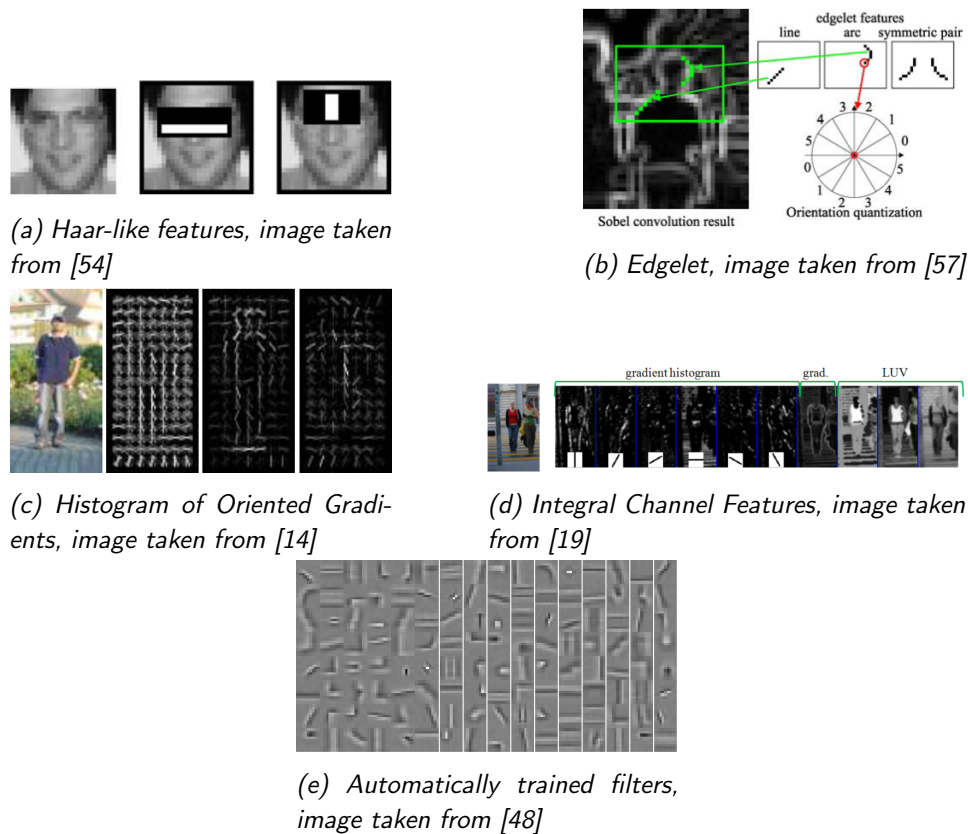 (a) Haar-like features, image taken
from [54]
edgelet features
line arc symmetric pair
3 2
4 1
5 0
0 5
1 4
2 3
Sobel convolution result
Orientation quantization
(b) Edgelet, image taken from [57]
(c) Histogram of Oriented Gradi-
ents, image taken from [14]
gradient histogram grad. LUV
(d) Integral Channel Features, image taken
from [19]
(e) Automatically trained filters,
image taken from [48]